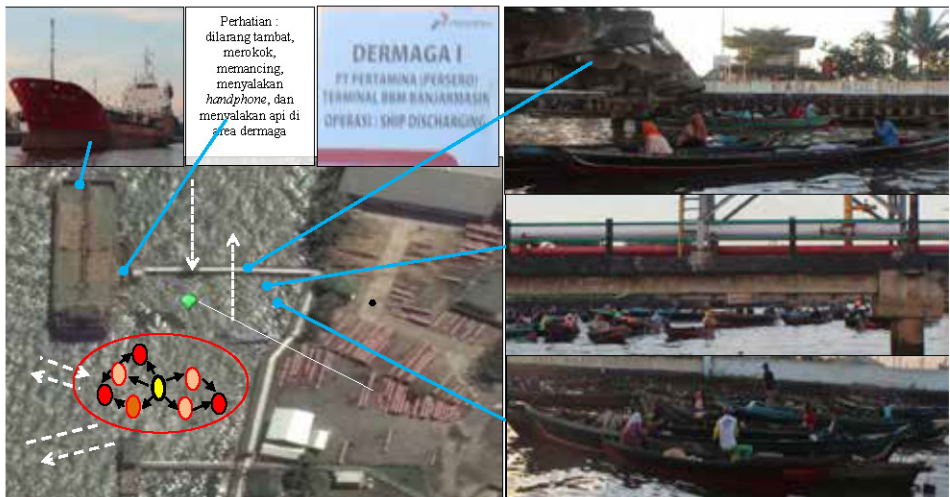 Perhatian :
dilarang tambat,
merokok,
memancing,
menyalakan
handphone, dan
menyalakan api di
area dermaga
PERTAMINA
DERMAGA I
PT PERTAMINA (PERSERO)
TERMINAL BBM BANJARMASIN
OPERASI : SHIP DISCHARGING